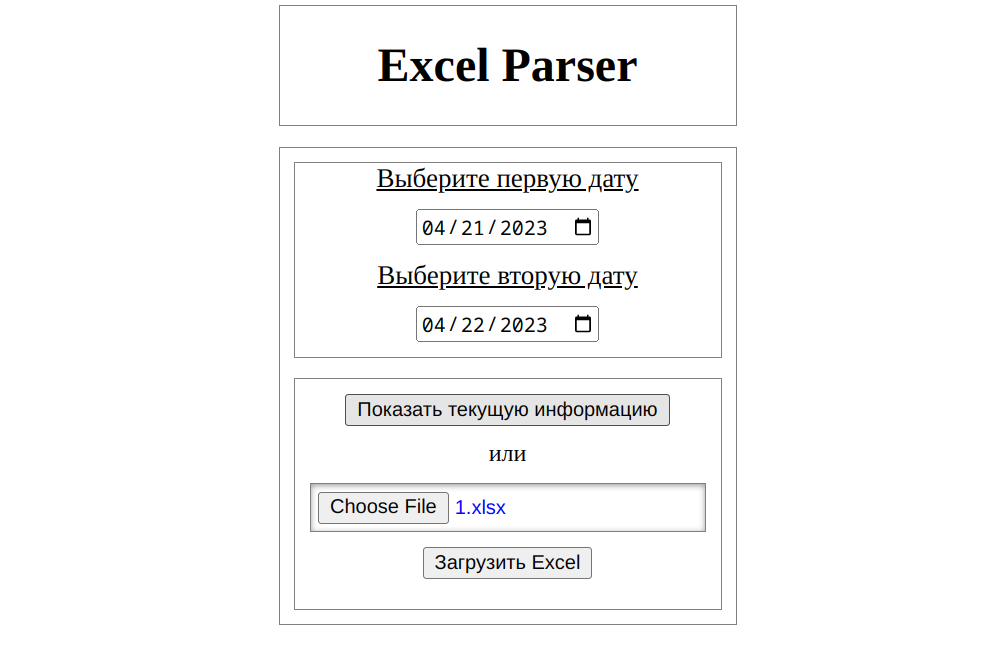 Excel Parser
Выберите первую дату
04/21/2023
Выберите вторую дату
04/22/2023
Показать текущую информацию
или
Choose File 1.xlsx
Загрузить Excel